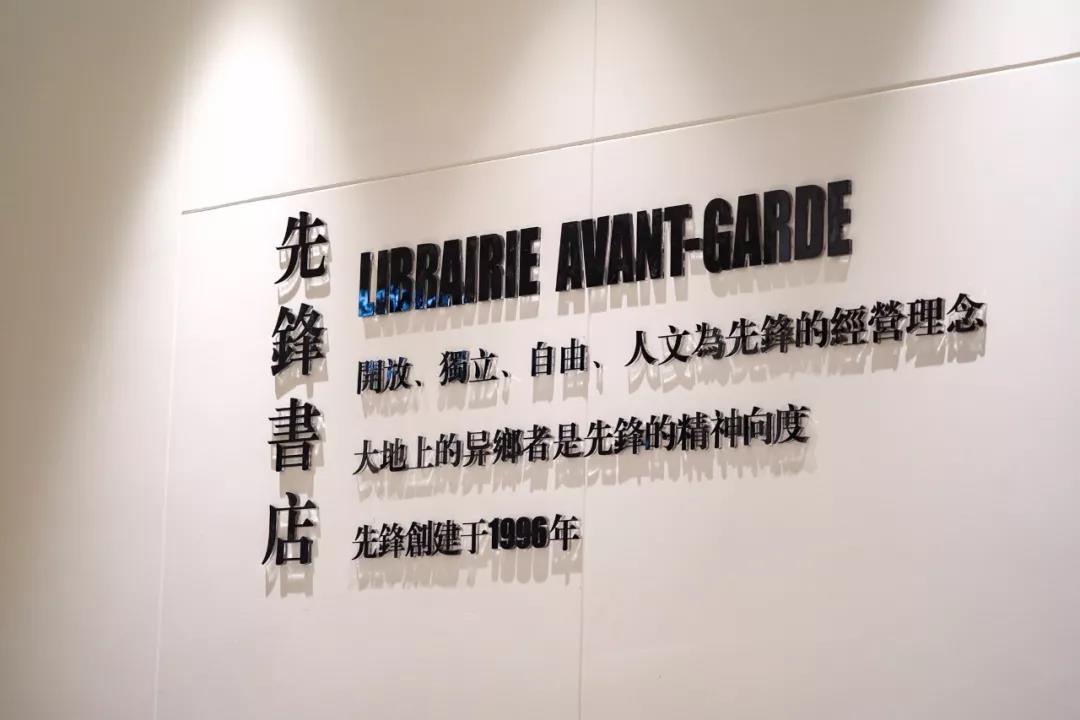 先鋒書店
LIBRAIRIE AVANT-GARDE
開放、獨立、自由、人文為先鋒的經營理念
大地上的异鄉者是先鋒的精神向度
先鋒創建于1996年